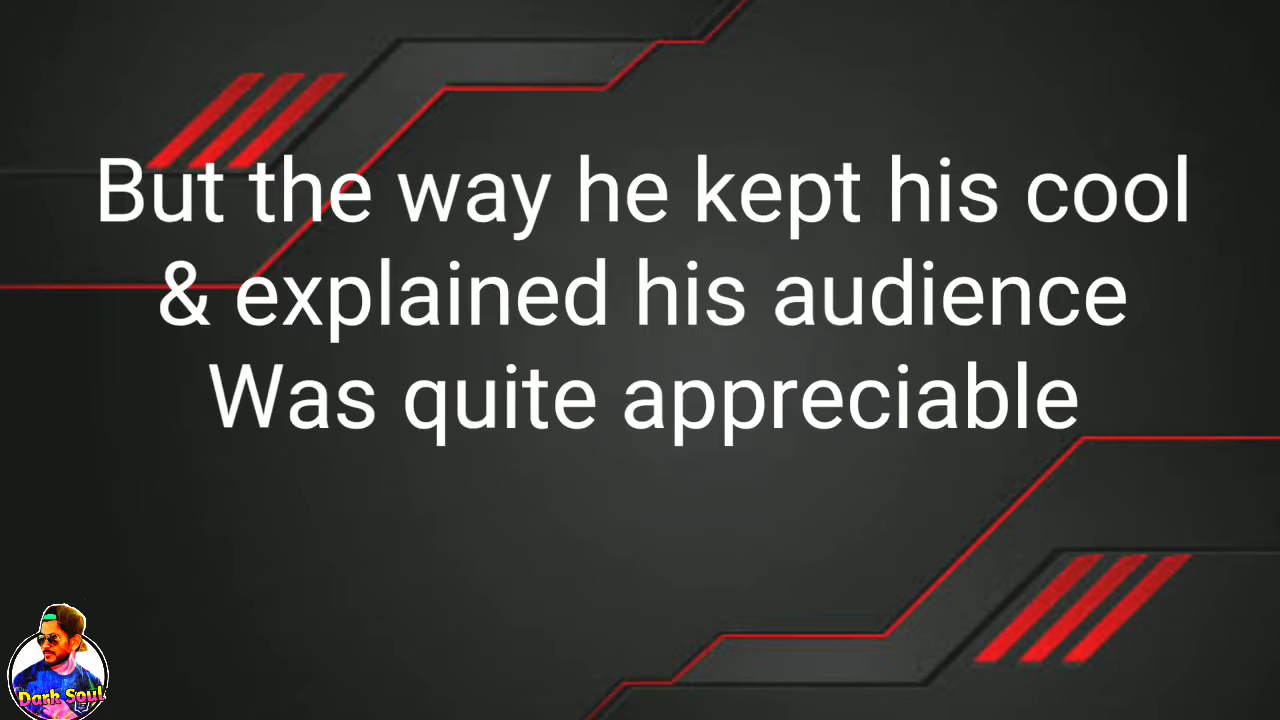 But the way he kept his cool
& explained his audience
Was quite appreciable
Dark Soul